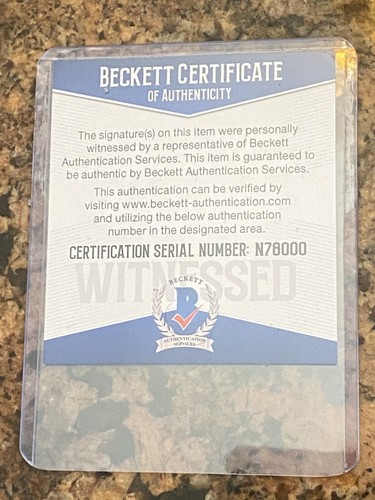 BECKETT CERTIFICATE
OF AUTHENTICITY
The signature(s) on this item were personally
witnessed by a representative of Beckett
Authentication Services. This item is guaranteed to
be authentic by Beckett Authentication Services.
This authentication can be verified by
visiting www.beckett-authentication.com
and utilizing the below authentication
number in the designated area.
CERTIFICATION SERIAL NUMBER: N78000
WITNESSED
BECKETT
B
AUTHENTICATION
SERVICES